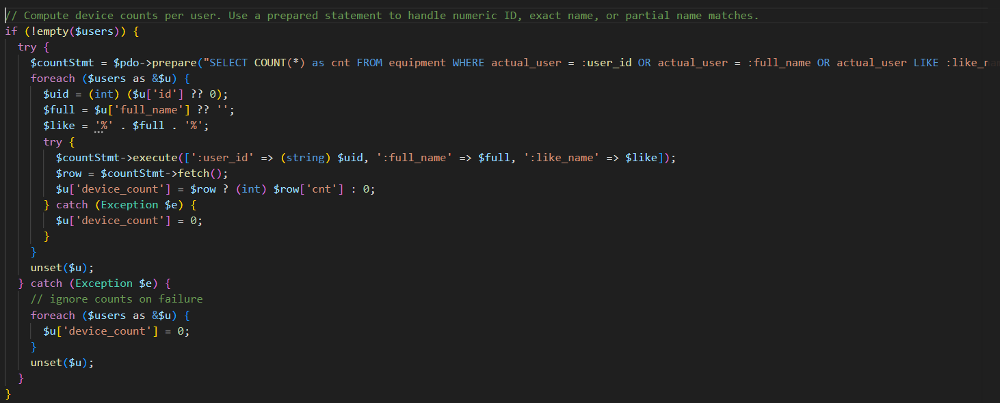 // Compute device counts per user. Use a prepared statement to handle numeric ID, exact name, or partial name matches.
if (!empty($users)) {
try {
$countStmt = $pdo->prepare("SELECT COUNT(*) as cnt FROM equipment WHERE actual_user = :user_id OR actual_user = :full_name OR actual_user LIKE :like_na
foreach ($users as &$u) {
$uid = (int) ($u['id'] ?? 0);
$full = $u['full_name'] ?? '';
$like = '%' . $full . '%';
try {
$countStmt->execute([':user_id' => (string) $uid, ':full_name' => $full, ':like_name' => $like]);
$row = $countStmt->fetch();
$u['device_count'] = $row ? (int) $row['cnt'] : 0;
} catch (Exception $e) {
$u['device_count'] = 0;
}
}
unset($u);
} catch (Exception $e) {
// ignore counts on failure
foreach ($users as &$u) {
$u['device_count'] = 0;
}
unset($u);
}
}